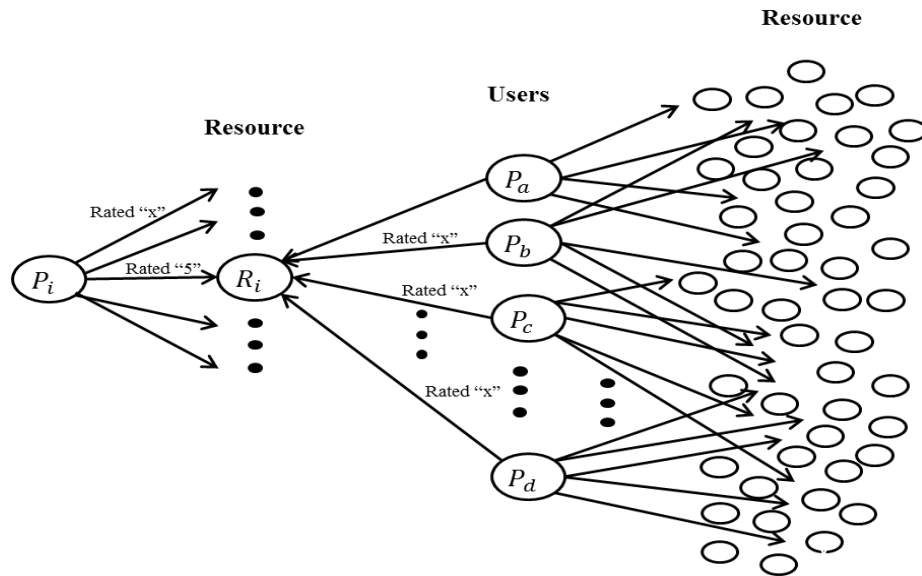 Resource
Users
Resource
P_a
Rated “x”
Rated “x”
P_b
P_i
Rated “5”
R_i
Rated “x”
P_c
Rated “x”
P_d